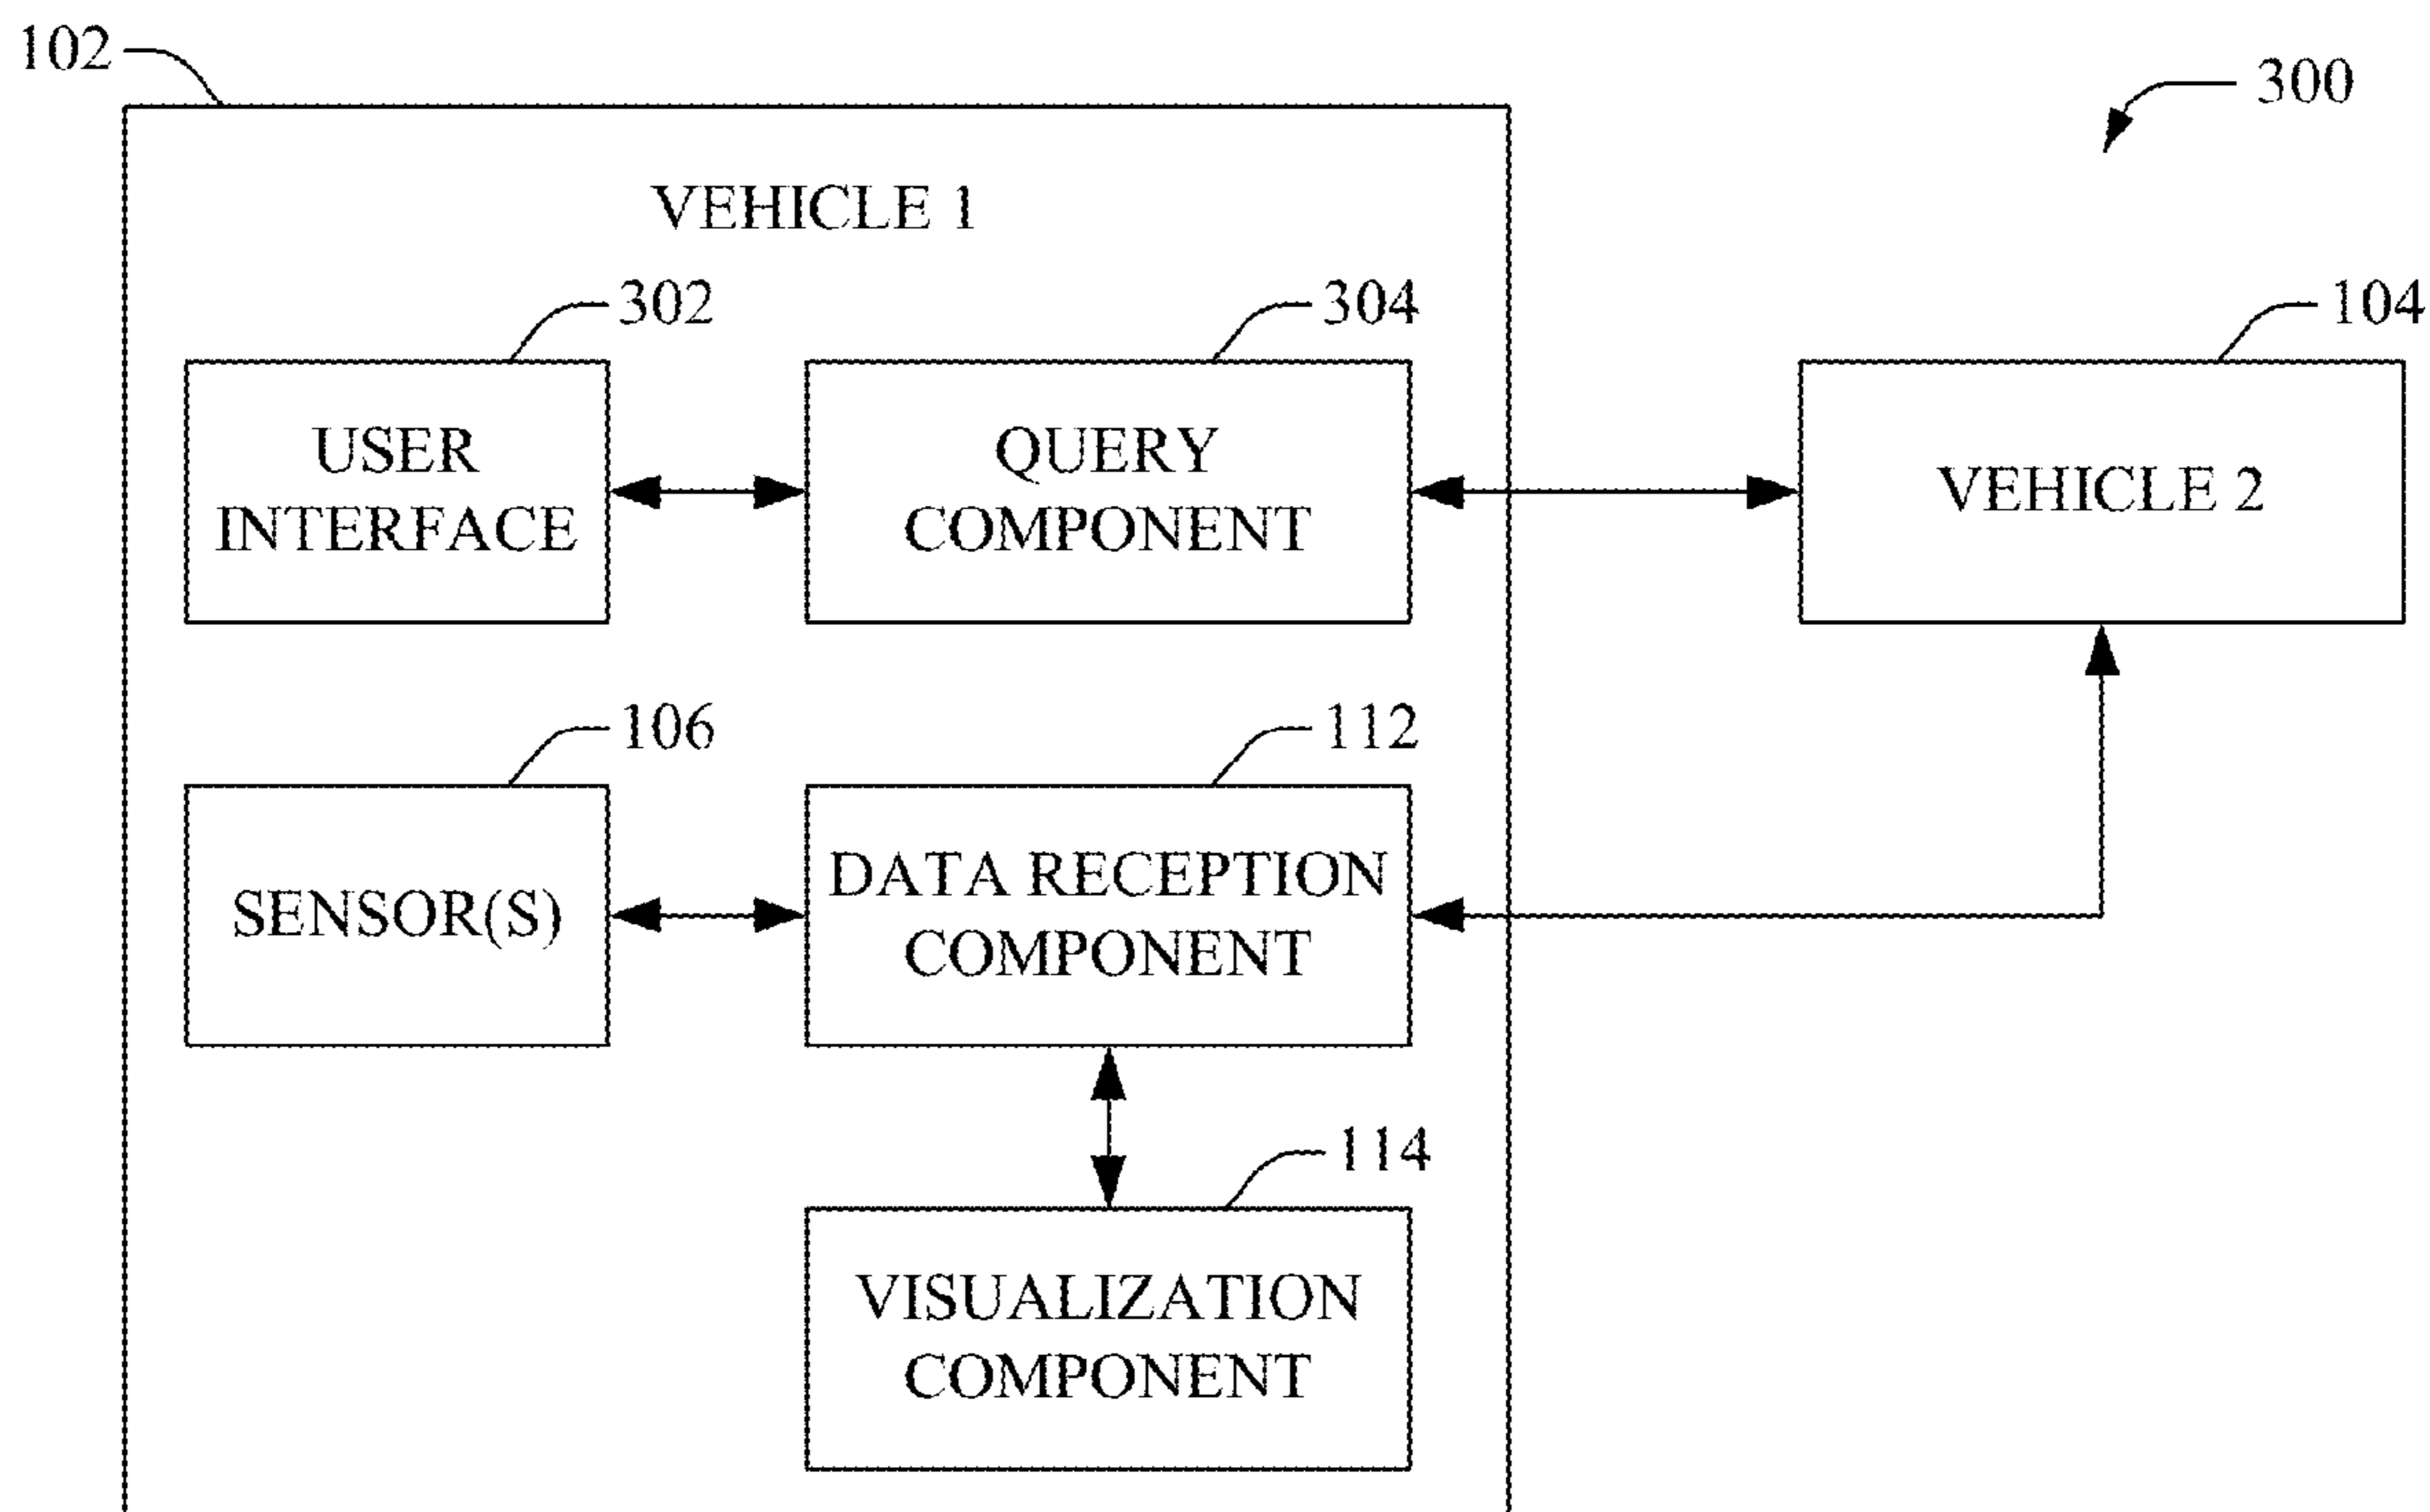 102
300
VEHICLE 1
302
304
104
USER
INTERFACE
QUERY
COMPONENT
VEHICLE 2
106
112
SENSOR(S)
DATA RECEPTION
COMPONENT
114
VISUALIZATION
COMPONENT